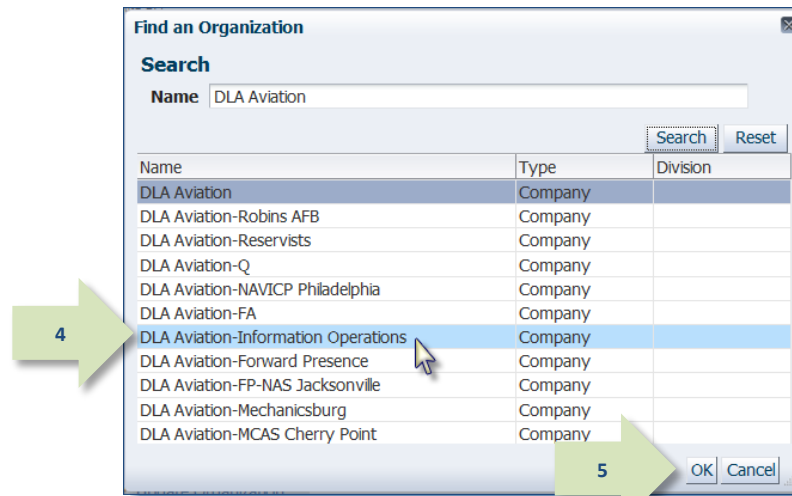 Find an Organization
Search
Name DLA Aviation
Search Reset
Name Type Division
DLA Aviation Company
DLA Aviation-Robins AFB Company
DLA Aviation-Reservists Company
DLA Aviation-Q Company
DLA Aviation-NAVICP Philadelphia Company
DLA Aviation-FA Company
4 DLA Aviation-Information Operations Company
DLA Aviation-Forward Presence Company
DLA Aviation-FP-NAS Jacksonville Company
DLA Aviation-Mechanicsburg Company
DLA Aviation-MCAS Cherry Point Company
5 OK Cancel